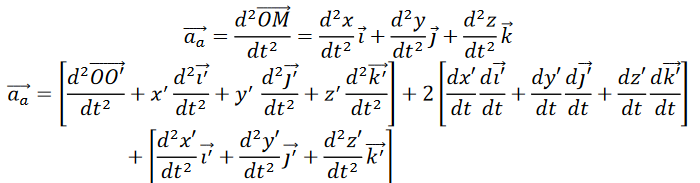 $\overrightarrow{a_a} = \frac{d^2\overrightarrow{OM}}{dt^2} = \frac{d^2x}{dt^2}\vec{\imath} + \frac{d^2y}{dt^2}\vec{\jmath} + \frac{d^2z}{dt^2}\vec{k}$
$\overrightarrow{a_a} = \left[\frac{d^2\overrightarrow{OO'}}{dt^2} + x'\frac{d^2\overrightarrow{\imath'}}{dt^2} + y'\frac{d^2\overrightarrow{\jmath'}}{dt^2} + z'\frac{d^2\overrightarrow{k'}}{dt^2}\right] + 2\left[\frac{dx'}{dt}\frac{d\overrightarrow{\imath'}}{dt} + \frac{dy'}{dt}\frac{d\overrightarrow{\jmath'}}{dt} + \frac{dz'}{dt}\frac{d\overrightarrow{k'}}{dt}\right]$
$+ \left[\frac{d^2x'}{dt^2}\overrightarrow{\imath'} + \frac{d^2y'}{dt^2}\overrightarrow{\jmath'} + \frac{d^2z'}{dt^2}\overrightarrow{k'}\right]$